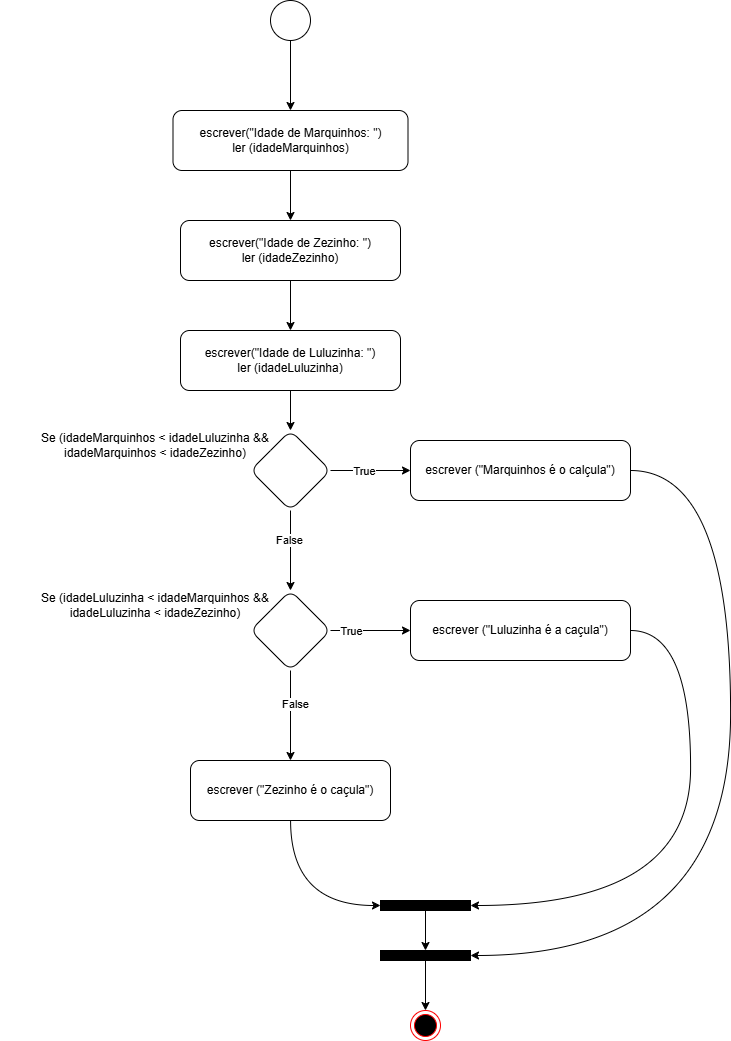 escrever("Idade de Marquinhos: ")
ler (idadeMarquinhos)
escrever("Idade de Zezinho: ")
ler (idadeZezinho)
escrever("Idade de Luluzinha: ")
ler (idadeLuluzinha)
Se (idadeMarquinhos < idadeLuluzinha &&
idadeMarquinhos < idadeZezinho)
True
escrever ("Marquinhos é o calçula")
False
Se (idadeLuluzinha < idadeMarquinhos &&
idadeLuluzinha < idadeZezinho)
True
escrever ("Luluzinha é a caçula")
False
escrever ("Zezinho é o caçula")